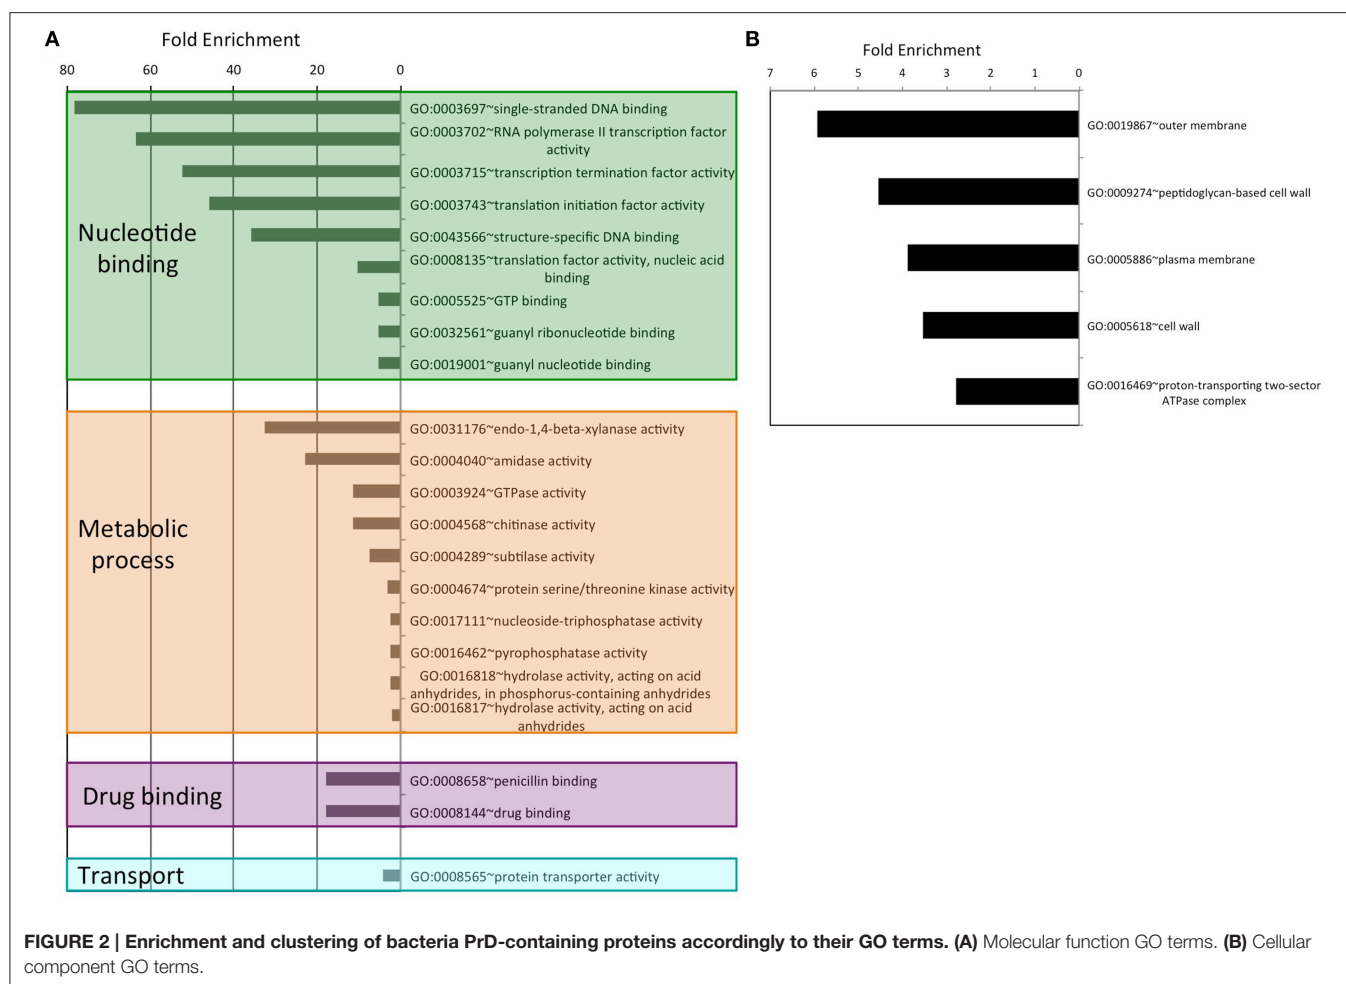 A
Fold Enrichment
80 60 40 20 0
Nucleotide
binding
GO:0003697~single-stranded DNA binding
GO:0003702~RNA polymerase II transcription factor
activity
GO:0003715~transcription termination factor activity
GO:0003743~translation initiation factor activity
GO:0043566~structure-specific DNA binding
GO:0008135~translation factor activity, nucleic acid
binding
GO:0005525~GTP binding
GO:0032561~guanyl ribonucleotide binding
GO:0019001~guanyl nucleotide binding
Metabolic
process
GO:0031176~endo-1,4-beta-xylanase activity
GO:0004040~amidase activity
GO:0003924~GTPase activity
GO:0004568~chitinase activity
GO:0004289~subtilase activity
GO:0004674~protein serine/threonine kinase activity
GO:0017111~nucleoside-triphosphatase activity
GO:0016462~pyrophosphatase activity
GO:0016818~hydrolase activity, acting on acid
anhydrides, in phosphorus-containing anhydrides
GO:0016817~hydrolase activity, acting on acid
anhydrides
Drug binding
GO:0008658~penicillin binding
GO:0008144~drug binding
Transport
GO:0008565~protein transporter activity
B
Fold Enrichment
7 6 5 4 3 2 1 0
GO:0019867~outer membrane
GO:0009274~peptidoglycan-based cell wall
GO:0005886~plasma membrane
GO:0005618~cell wall
GO:0016469~proton-transporting two-sector
ATPase complex
FIGURE 2 | Enrichment and clustering of bacteria PrD-containing proteins accordingly to their GO terms. (A) Molecular function GO terms. (B) Cellular
component GO terms.